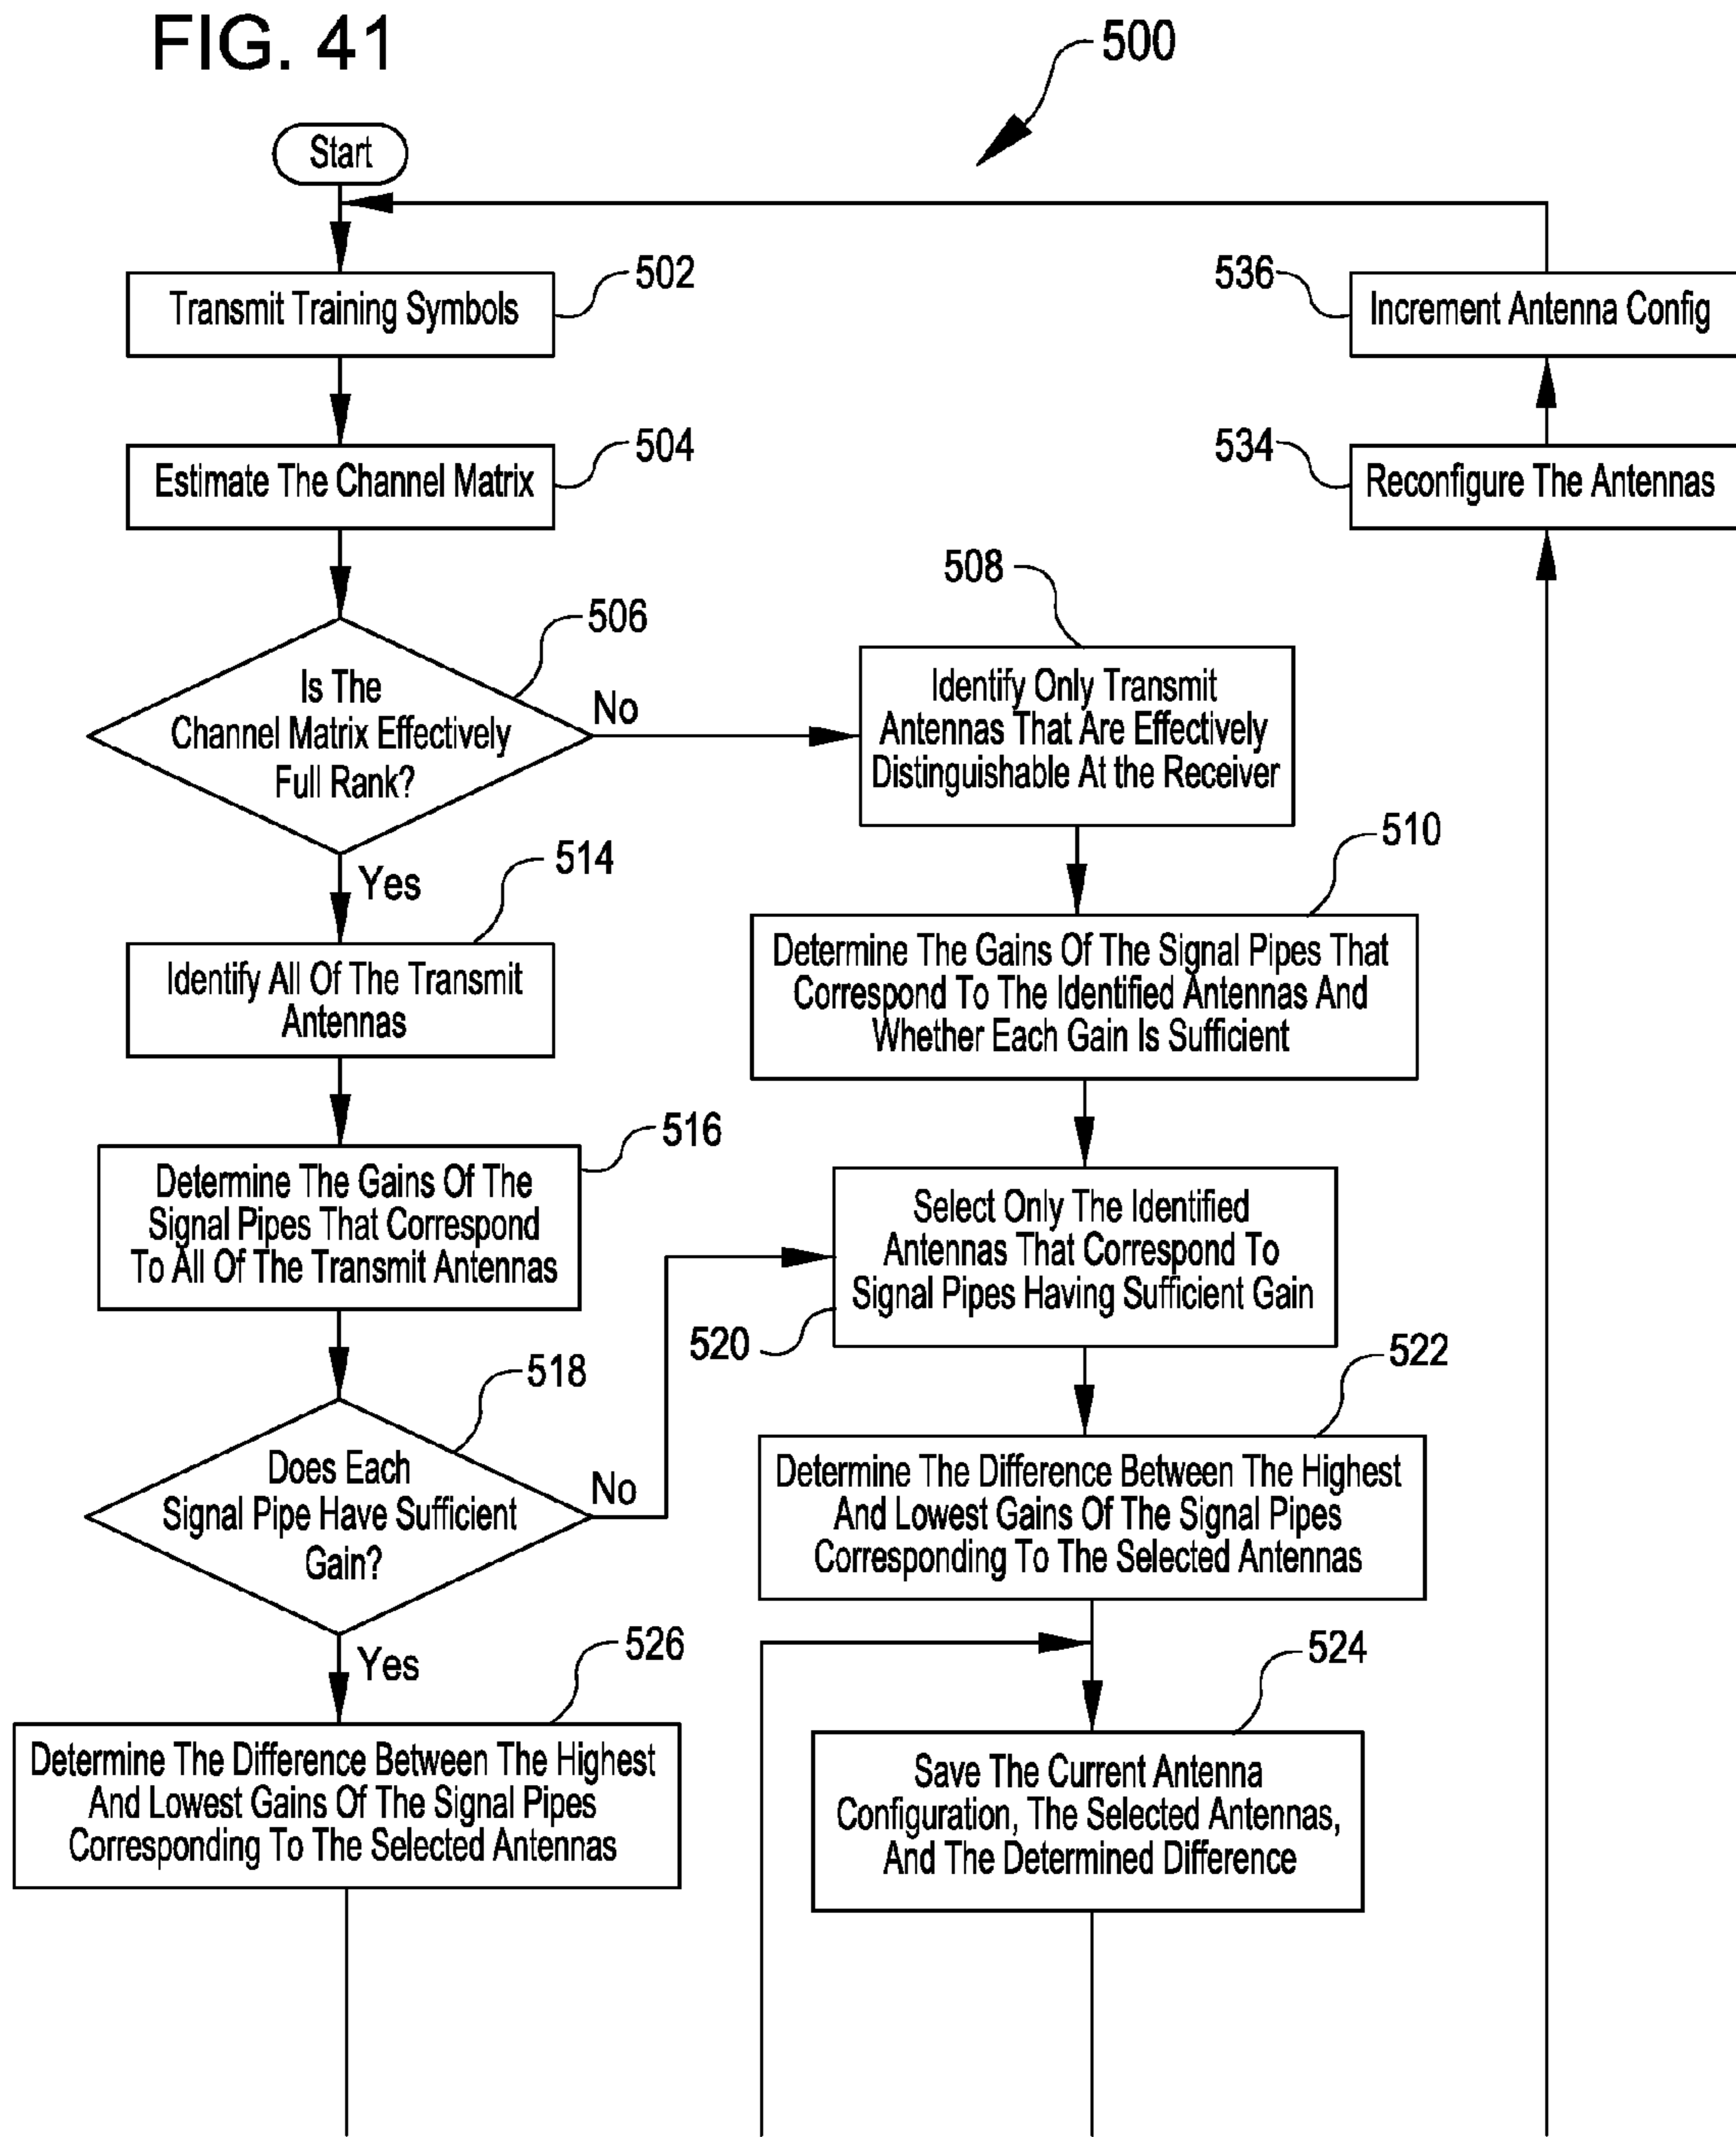 FIG. 41
500
Start
502
Transmit Training Symbols
536
Increment Antenna Config
504
Estimate The Channel Matrix
534
Reconfigure The Antennas
506
Is The
Channel Matrix Effectively
Full Rank?
No
Yes
508
Identify Only Transmit
Antennas That Are Effectively
Distinguishable At the Receiver
514
Identify All Of The Transmit
Antennas
510
Determine The Gains Of The Signal Pipes That
Correspond To The Identified Antennas And
Whether Each Gain Is Sufficient
516
Determine The Gains Of The
Signal Pipes That Correspond
To All Of The Transmit Antennas
Select Only The Identified
Antennas That Correspond To
Signal Pipes Having Sufficient Gain
520
518
Does Each
Signal Pipe Have Sufficient
Gain?
No
Yes
522
Determine The Difference Between The Highest
And Lowest Gains Of The Signal Pipes
Corresponding To The Selected Antennas
526
Determine The Difference Between The Highest
And Lowest Gains Of The Signal Pipes
Corresponding To The Selected Antennas
524
Save The Current Antenna
Configuration, The Selected Antennas,
And The Determined Difference